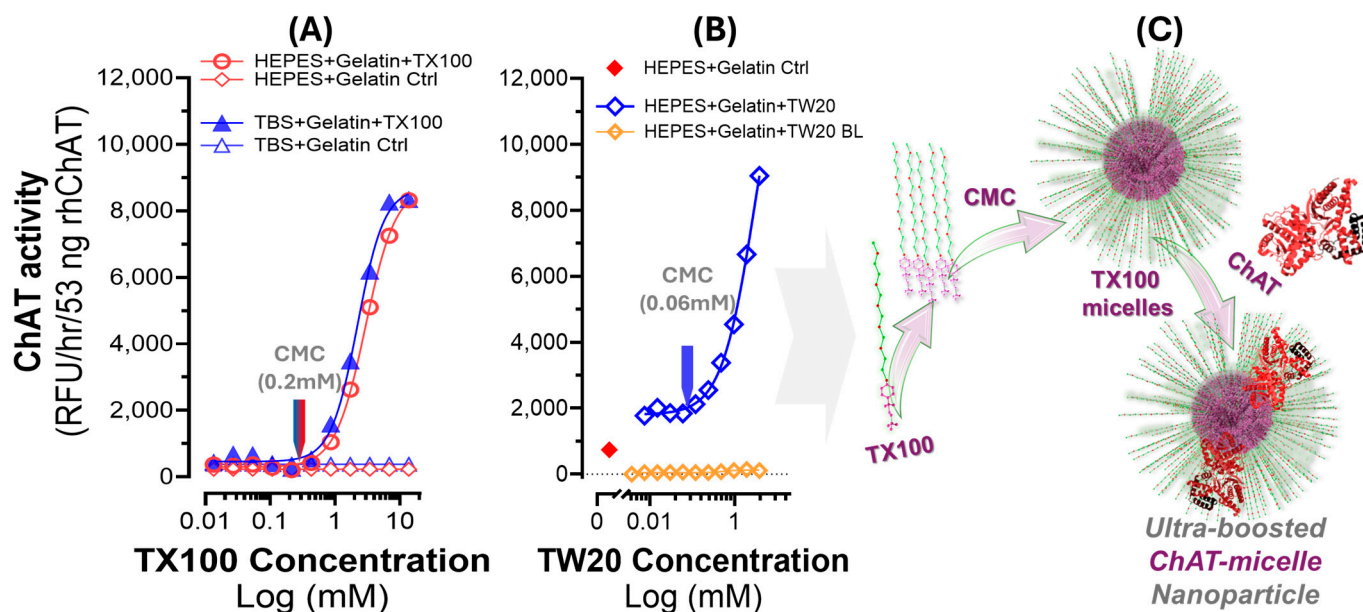 (A)
HEPES+Gelatin+TX100
HEPES+Gelatin Ctrl
TBS+Gelatin+TX100
TBS+Gelatin Ctrl
ChAT activity
(RFU/hr/53 ng rhChAT)
12,000
10,000
8,000
6,000
4,000
2,000
0
CMC
(0.2mM)
0.01 0.1 1 10
TX100 Concentration
Log (mM)
(B)
HEPES+Gelatin Ctrl
HEPES+Gelatin+TW20
HEPES+Gelatin+TW20 BL
12,000
10,000
8,000
6,000
4,000
2,000
0
CMC
(0.06mM)
0 0.01 1
TW20 Concentration
Log (mM)
(C)
CMC
TX100
TX100
micelles
ChAT
Ultra-boosted
ChAT-micelle
Nanoparticle